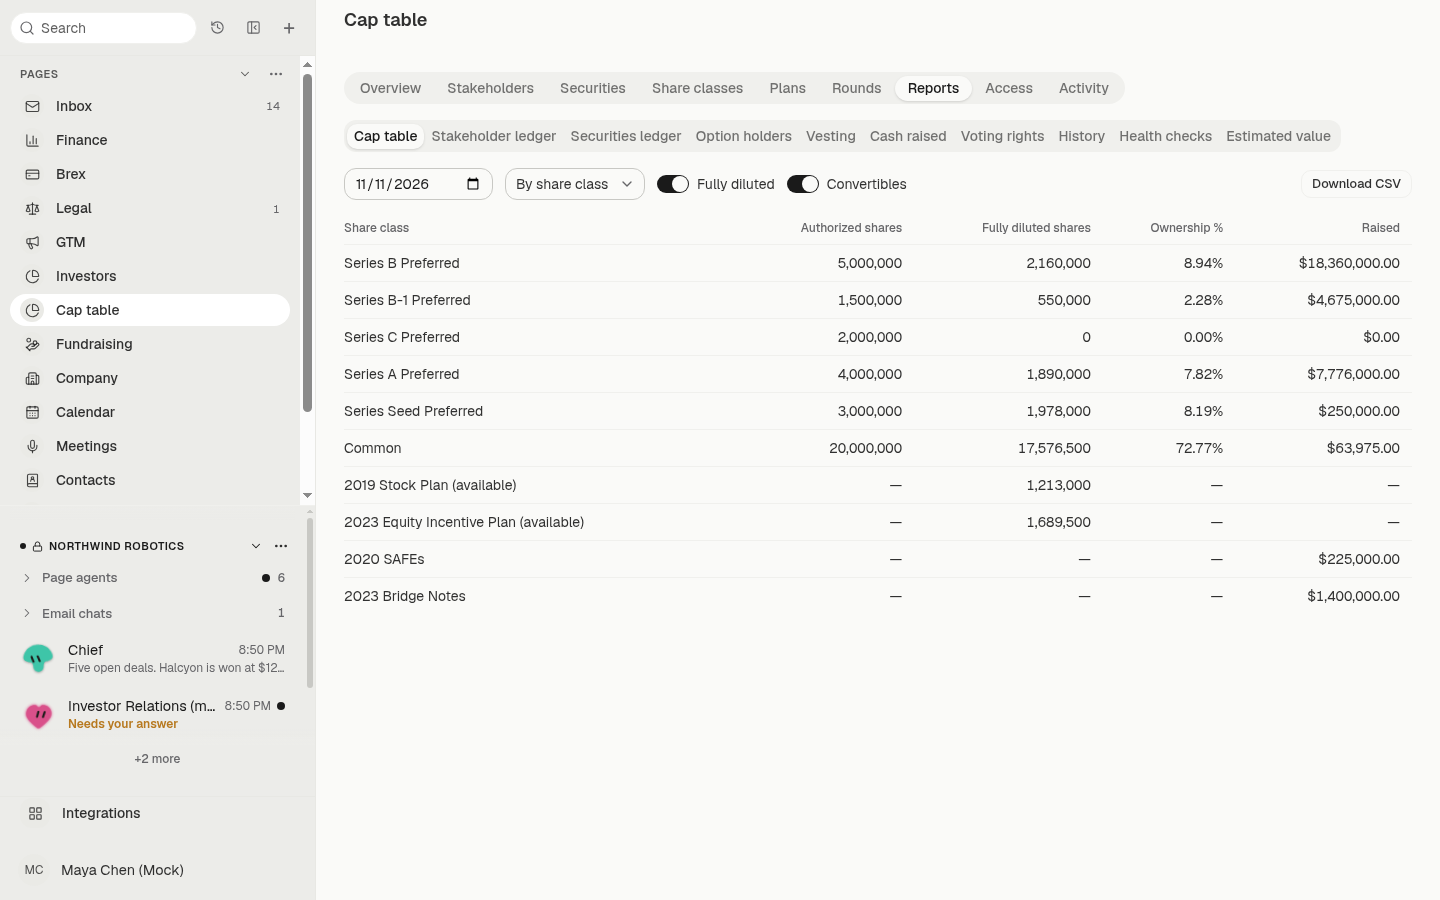 Search
PAGES
Inbox 14
Finance
Brex
Legal 1
GTM
Investors
Cap table
Fundraising
Company
Calendar
Meetings
Contacts
NORTHWIND ROBOTICS
Page agents 6
Email chats 1
Chief 8:50 PM
Five open deals. Halcyon is won at $12...
Investor Relations (m... 8:50 PM
Needs your answer
+2 more
Integrations
MC Maya Chen (Mock)
Cap table
Overview Stakeholders Securities Share classes Plans Rounds Reports Access Activity
Cap table Stakeholder ledger Securities ledger Option holders Vesting Cash raised Voting rights History Health checks Estimated value
11/11/2026 By share class Fully diluted Convertibles Download CSV
Share class Authorized shares Fully diluted shares Ownership % Raised
Series B Preferred 5,000,000 2,160,000 8.94% $18,360,000.00
Series B-1 Preferred 1,500,000 550,000 2.28% $4,675,000.00
Series C Preferred 2,000,000 0 0.00% $0.00
Series A Preferred 4,000,000 1,890,000 7.82% $7,776,000.00
Series Seed Preferred 3,000,000 1,978,000 8.19% $250,000.00
Common 20,000,000 17,576,500 72.77% $63,975.00
2019 Stock Plan (available) — 1,213,000 — —
2023 Equity Incentive Plan (available) — 1,689,500 — —
2020 SAFEs — — — $225,000.00
2023 Bridge Notes — — — $1,400,000.00